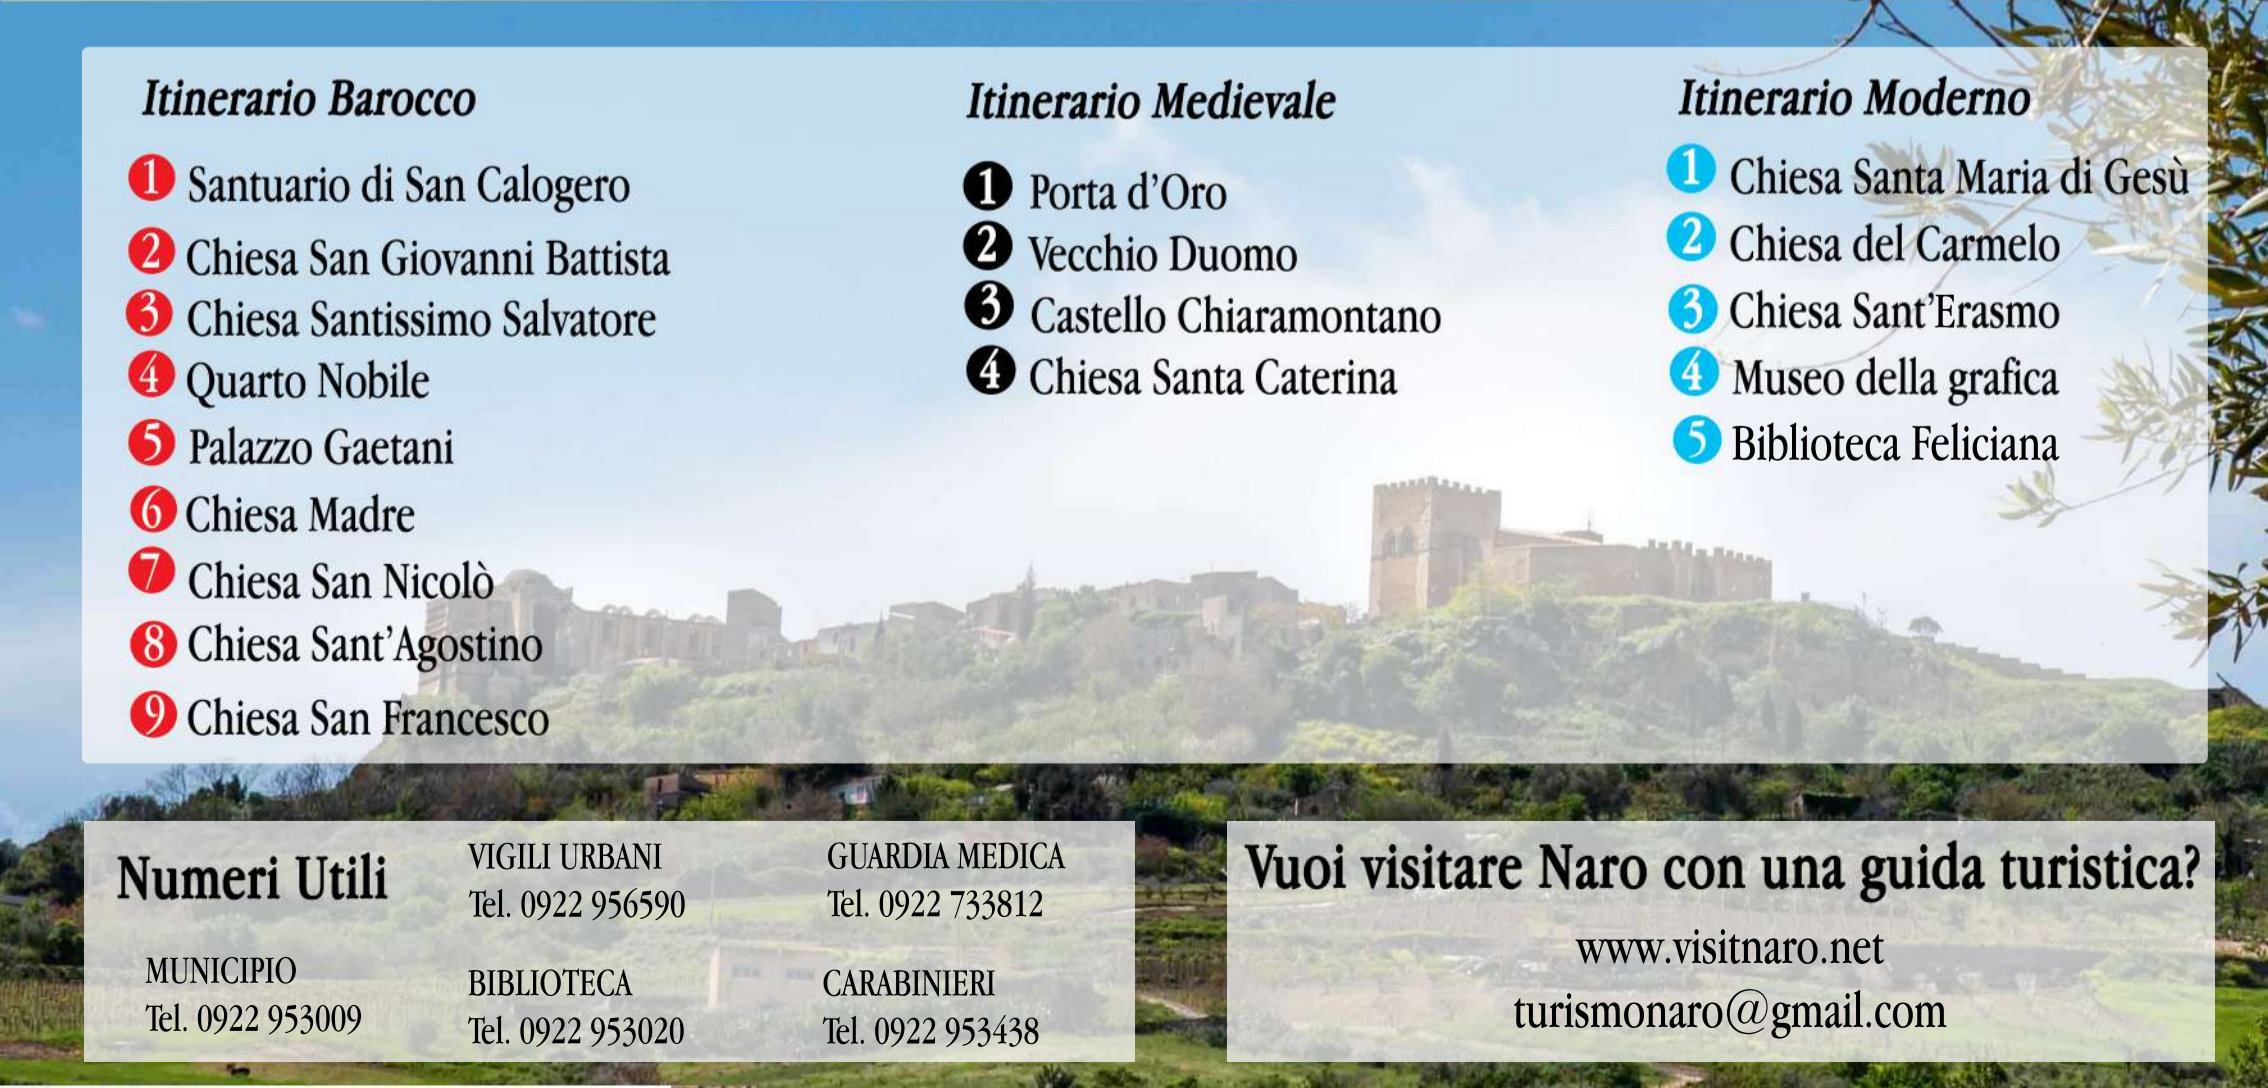 Itinerario Barocco
1 Santuario di San Calogero
2 Chiesa San Giovanni Battista
3 Chiesa Santissimo Salvatore
4 Quarto Nobile
5 Palazzo Gaetani
6 Chiesa Madre
7 Chiesa San Nicolò
8 Chiesa Sant'Agostino
9 Chiesa San Francesco
Itinerario Medievale
1 Porta d'Oro
2 Vecchio Duomo
3 Castello Chiaramontano
4 Chiesa Santa Caterina
Itinerario Moderno
1 Chiesa Santa Maria di Gesù
2 Chiesa del Carmelo
3 Chiesa Sant'Erasmo
4 Museo della grafica
5 Biblioteca Feliciana
Numeri Utili
MUNICIPIO
Tel. 0922 953009
VIGILI URBANI
Tel. 0922 956590
BIBLIOTECA
Tel. 0922 953020
GUARDIA MEDICA
Tel. 0922 733812
CARABINIERI
Tel. 0922 953438
Vuoi visitare Naro con una guida turistica?
www.visitnaro.net
turismonaro@gmail.com